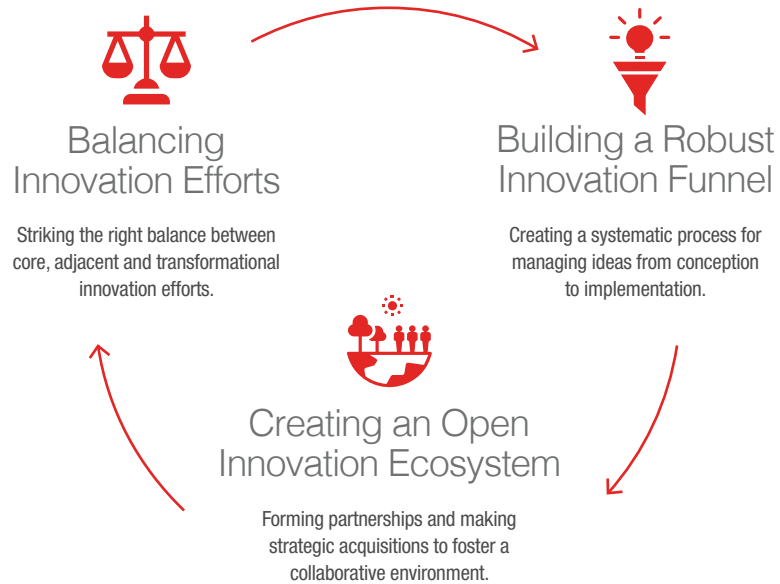 Balancing
Innovation Efforts
Striking the right balance between
core, adjacent and transformational
innovation efforts.
Building a Robust
Innovation Funnel
Creating a systematic process for
managing ideas from conception
to implementation.
Creating an Open
Innovation Ecosystem
Forming partnerships and making
strategic acquisitions to foster a
collaborative environment.